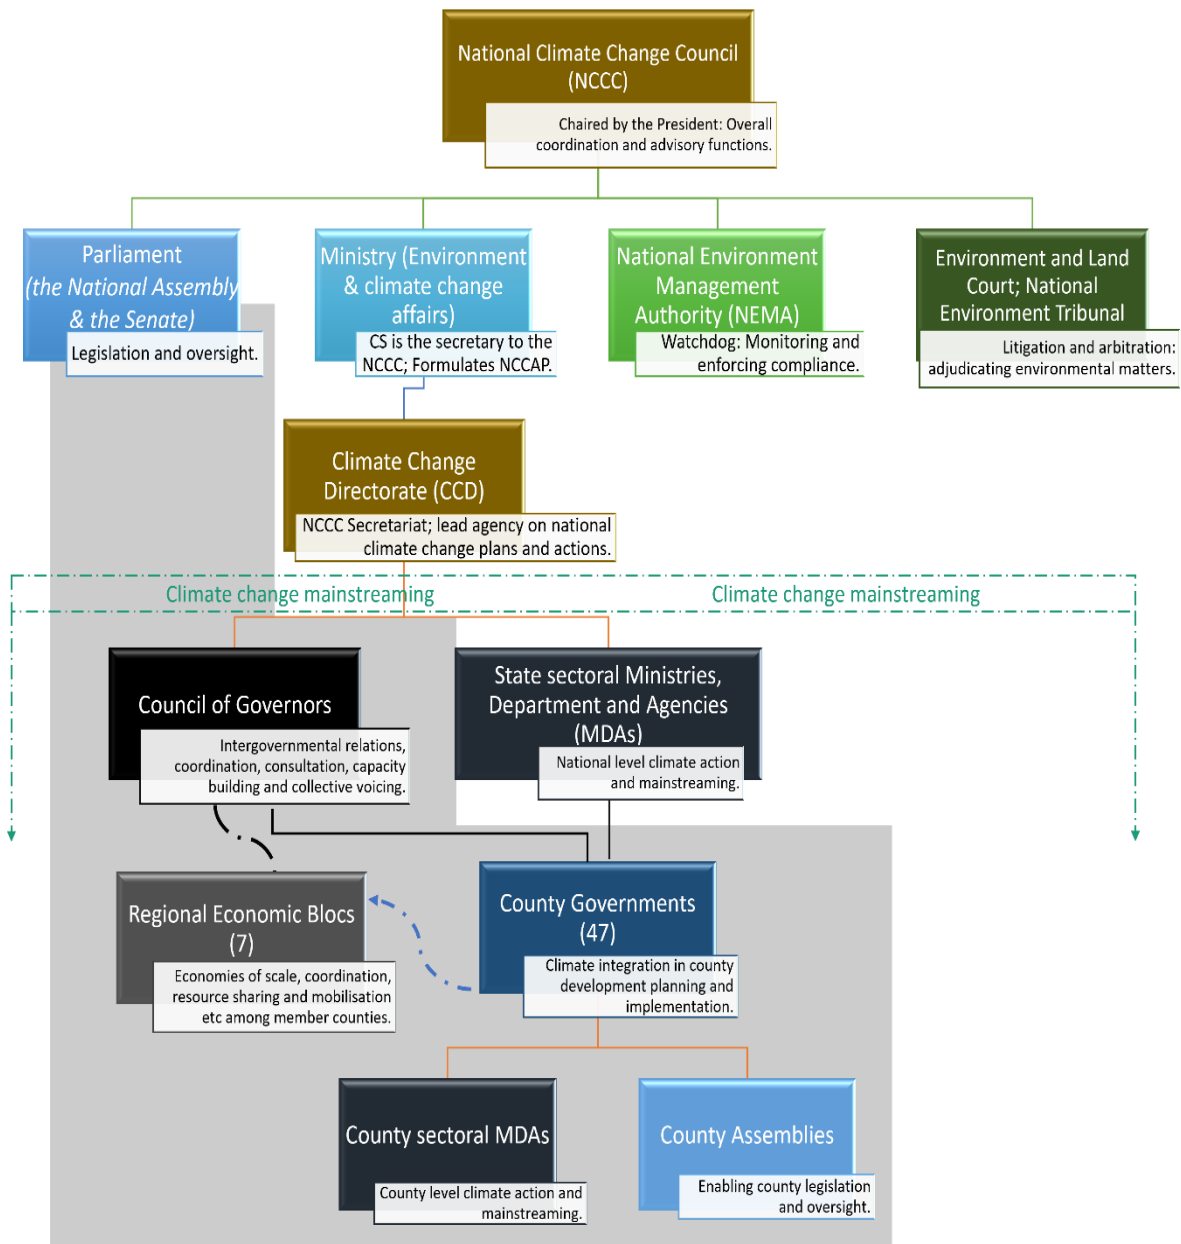 National Climate Change Council
(NCCC)
Chaired by the President: Overall
coordination and advisory functions.
Parliament
(the National Assembly
& the Senate)
Legislation and oversight.
Ministry (Environment
& climate change
affairs)
CS is the secretary to the
NCCC; Formulates NCCAP.
National Environment
Management
Authority (NEMA)
Watchdog: Monitoring and
enforcing compliance.
Environment and Land
Court; National
Environment Tribunal
Litigation and arbitration:
adjudicating environmental matters.
Climate Change
Directorate (CCD)
NCCC Secretariat; lead agency on national
climate change plans and actions.
Climate change mainstreaming
Climate change mainstreaming
Council of Governors
Intergovernmental relations,
coordination, consultation, capacity
building and collective voicing.
State sectoral Ministries,
Department and Agencies
(MDAs)
National level climate action
and mainstreaming.
Regional Economic Blocs
(7)
Economies of scale, coordination,
resource sharing and mobilisation
etc among member counties.
County Governments
(47)
Climate integration in county
development planning and
implementation.
County sectoral MDAs
County level climate action and
mainstreaming.
County Assemblies
Enabling county legislation
and oversight.